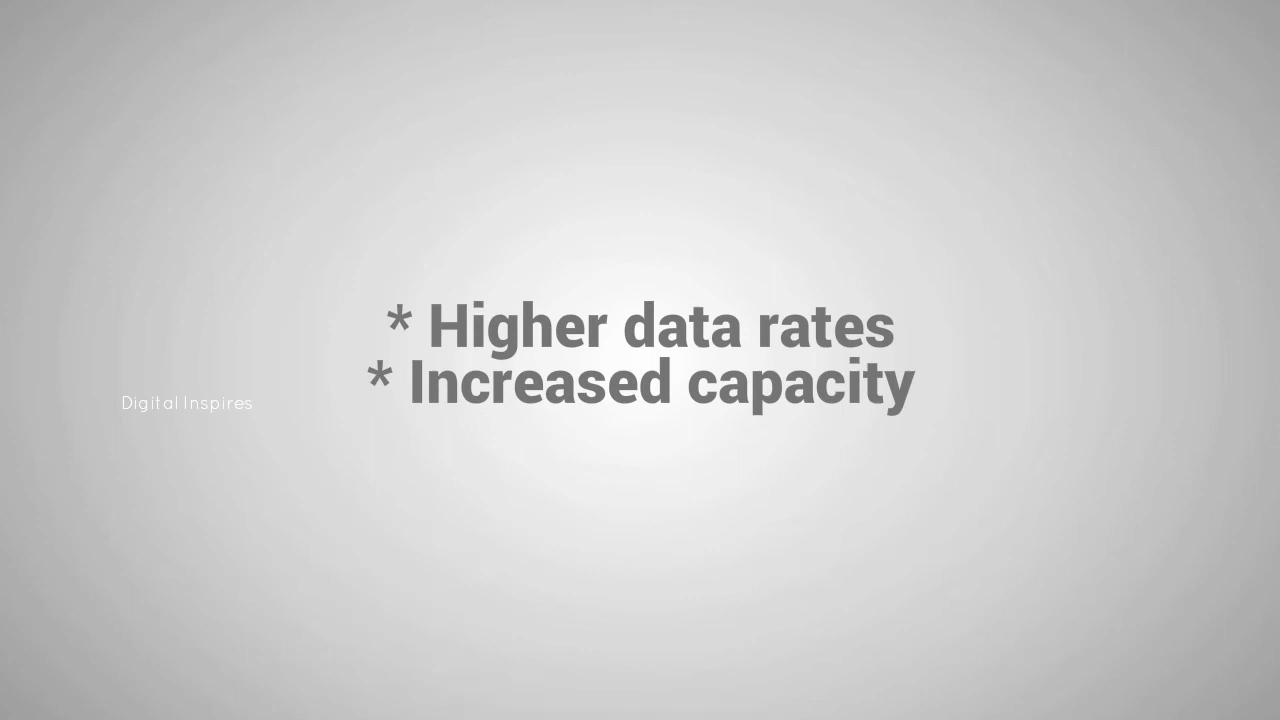 * Higher data rates
* Increased capacity
Digital Inspires